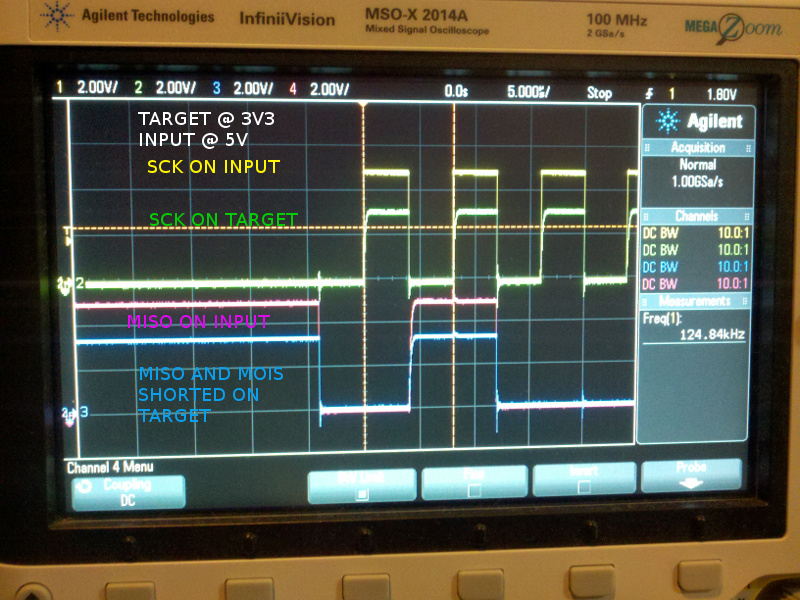 Agilent Technologies
InfiniiVision
MSO-X 2014A
Mixed Signal Oscilloscope
100 MHz
2 GSa/s
MEGA Zoom
1 2.00V/ 2 2.00V/ 3 2.00V/ 4 2.00V/ 0.0s 5.000%/ Stop 1 1.80V
TARGET @ 3V3
INPUT @ 5V
SCK ON INPUT
SCK ON TARGET
MISO ON INPUT
MISO AND MOIS
SHORTED ON
TARGET
T
2
3
Agilent
Acquisition
Normal
1.00GSa/s
Channels
DC BW 10.0:1
DC BW 10.0:1
DC BW 10.0:1
DC BW 10.0:1
Measurements
Freq(1):
124.84kHz
Channel 4 Menu
Coupling
DC
Invert
Probe